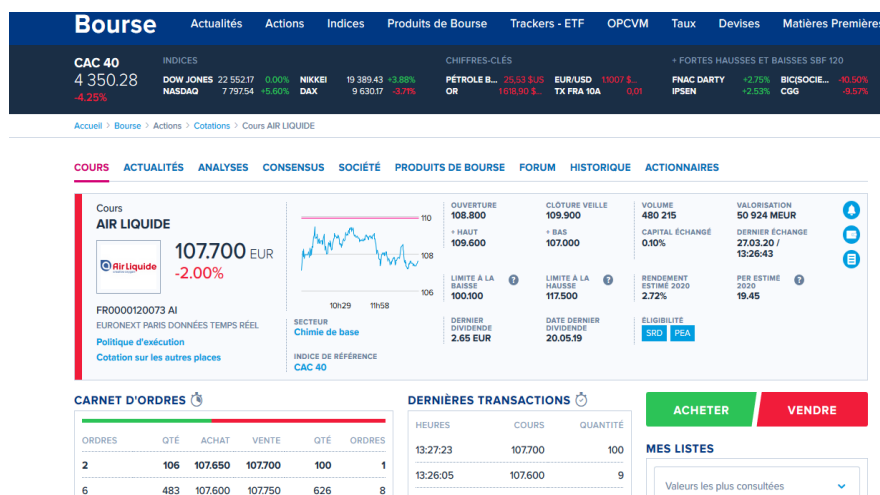 Bourse Actualités Actions Indices Produits de Bourse Trackers - ETF OPCVM Taux Devises Matières Premières
CAC 40
4 350.28
-4.25%
INDICES
DOW JONES 22 552.17 0.00% NIKKEI 19 389.43 +3.88%
NASDAQ 7 797.54 +5.60% DAX 9 630.17 -3.71%
CHIFFRES-CLÉS
PÉTROLE B... 25,53 $US EUR/USD 1.1007 $...
OR 1 618,90 $... TX FRA 10A 0,01
+ FORTES HAUSSES ET BAISSES SBF 120
FNAC DARTY +2.75% BIC(SOCIE... -10.50%
IPSEN +2.53% CGG -9.57%
Accueil > Bourse > Actions > Cotations > Cours AIR LIQUIDE
COURS ACTUALITÉS ANALYSES CONSENSUS SOCIÉTÉ PRODUITS DE BOURSE FORUM HISTORIQUE ACTIONNAIRES
Cours
AIR LIQUIDE
Air Liquide
107.700 EUR
-2.00%
FR0000120073 AI
EURONEXT PARIS DONNÉES TEMPS RÉEL
Politique d'exécution
Cotation sur les autres places
110
108
106
10h29 11h58
SECTEUR
Chimie de base
INDICE DE RÉFÉRENCE
CAC 40
OUVERTURE
108.800
CLÔTURE VEILLE
109.900
+ HAUT
109.600
+ BAS
107.000
VOLUME
480 215
VALORISATION
50 924 MEUR
CAPITAL ÉCHANGÉ
0.10%
DERNIER ÉCHANGE
27.03.20 /
13:26:43
LIMITE À LA
BAISSE
100.100
?
LIMITE À LA
HAUSSE
117.500
?
RENDEMENT
ESTIMÉ 2020
2.72%
PER ESTIMÉ
2020
19.45
?
DERNIER
DIVIDENDE
2.65 EUR
DATE DERNIER
DIVIDENDE
20.05.19
ÉLIGIBILITÉ
SRD PEA
CARNET D'ORDRES
ORDRES QTÉ ACHAT VENTE QTÉ ORDRES
2 106 107.650 107.700 100 1
6 483 107.600 107.750 626 8
DERNIÈRES TRANSACTIONS
HEURES COURS QUANTITÉ
13:27:23 107.700 100
13:26:05 107.600 9
ACHETER VENDRE
MES LISTES
Valeurs les plus consultées